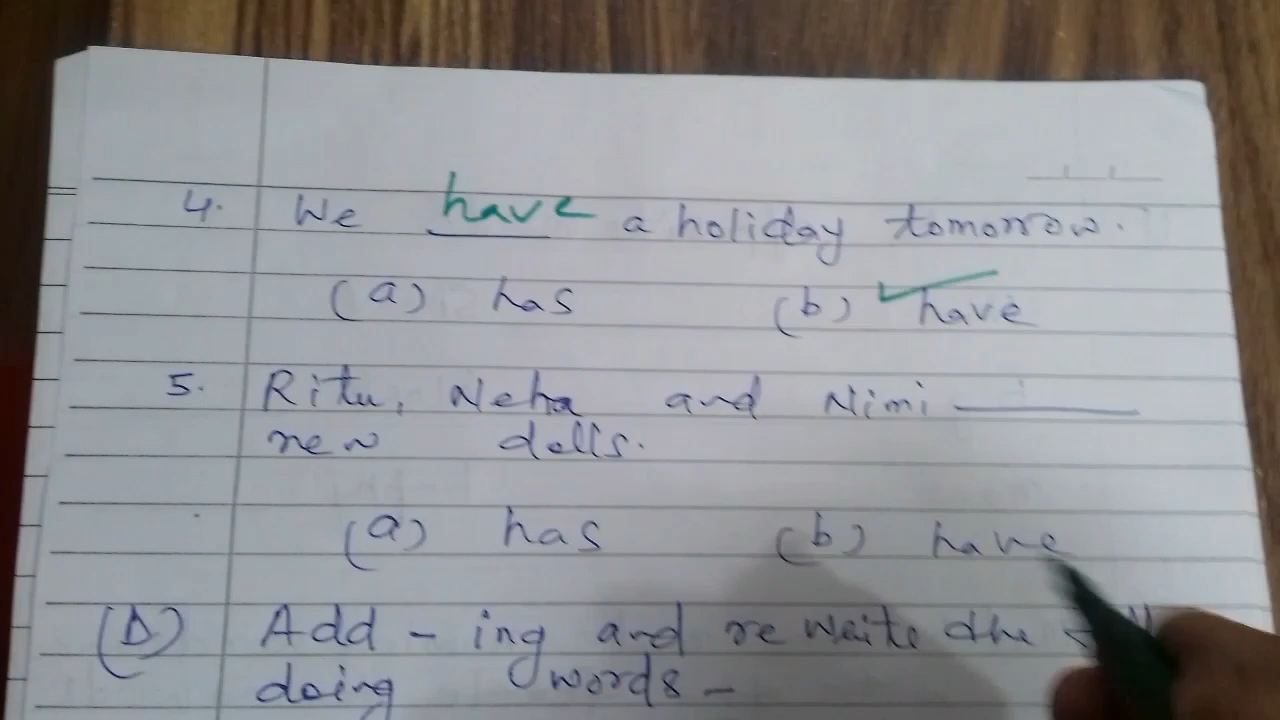 4. We have a holiday tomorrow.
(a) has (b) have
5. Ritu, Neha and Nimi
new dolls.
(a) has (b) have
(D) Add - ing and rewrite the
doing words -